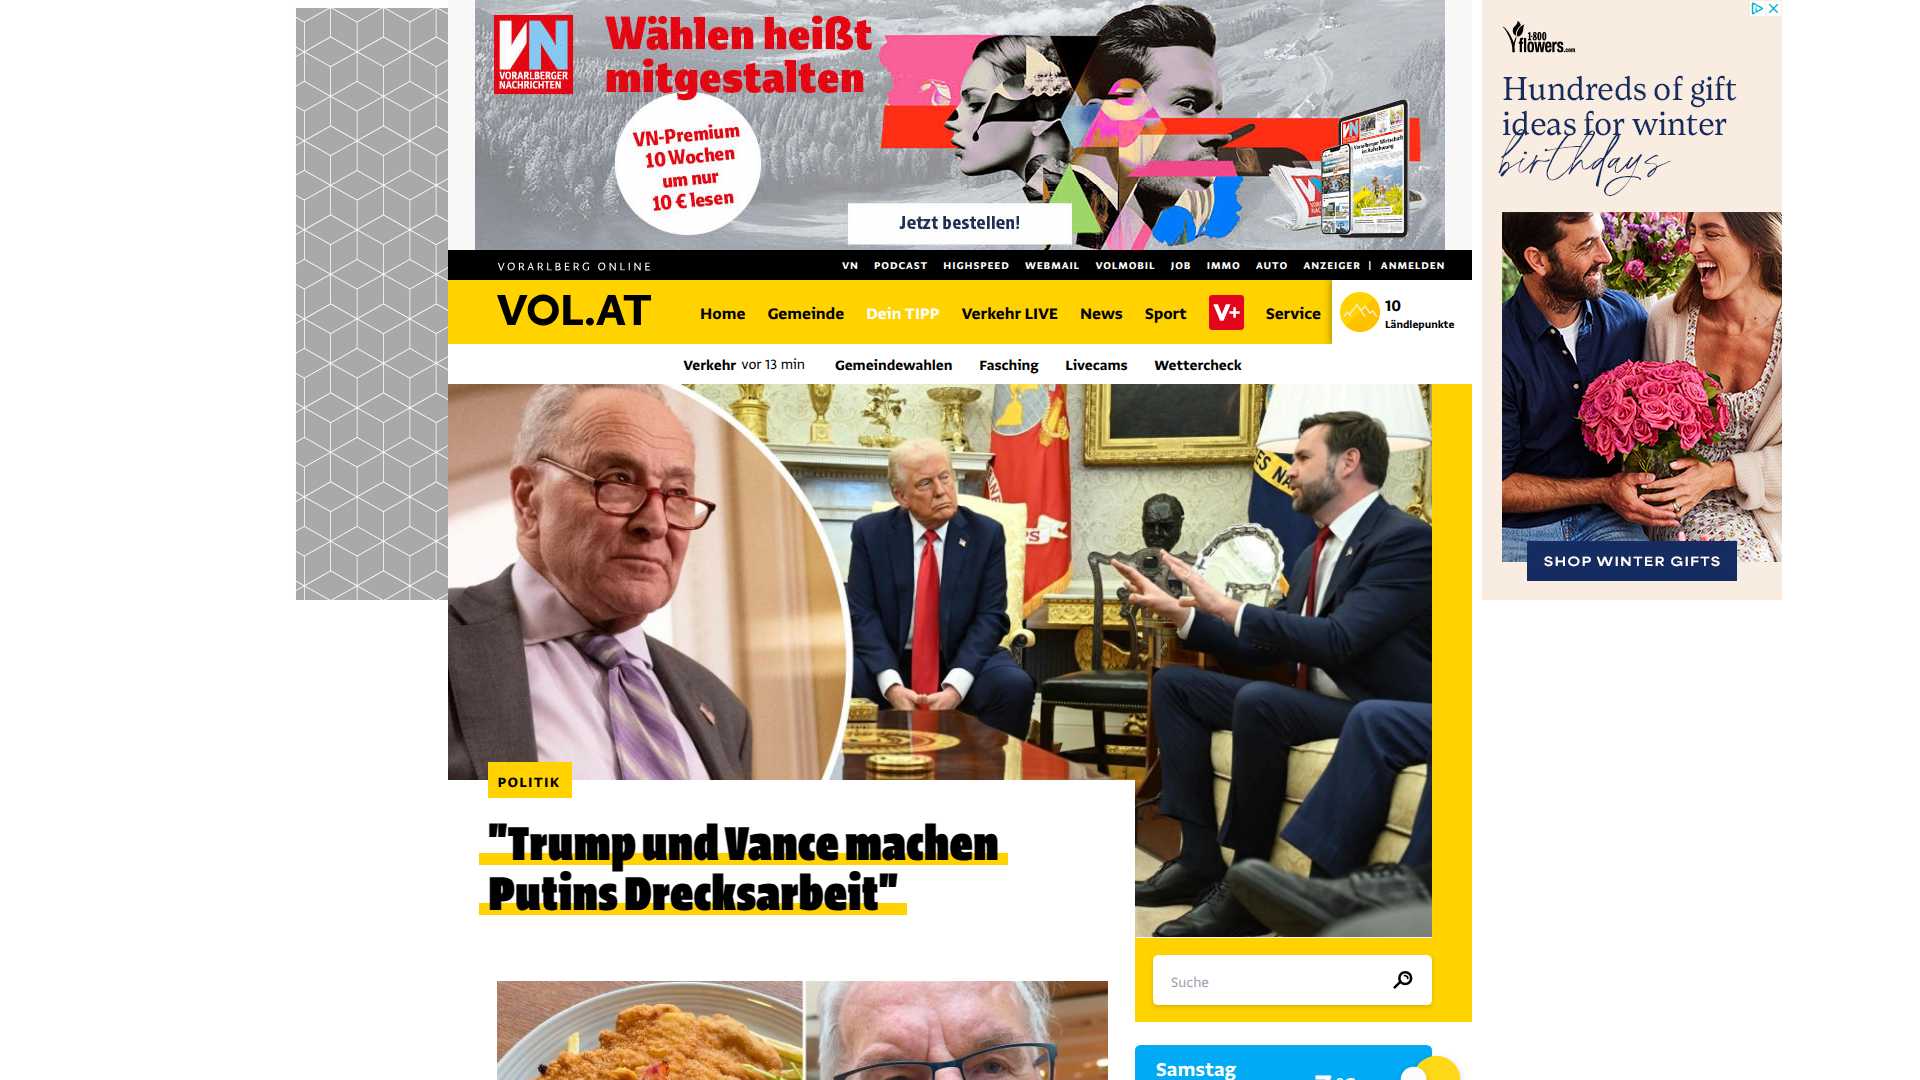 VN
VORARLBERGER
NACHRICHTEN
Wählen heißt
mitgestalten
VN-Premium
10 Wochen
um nur
10 € lesen
Jetzt bestellen!
1-800
flowers.com
Hundreds of gift
ideas for winter
birthdays
SHOP WINTER GIFTS
VORARLBERG ONLINE
VN PODCAST HIGHSPEED WEBMAIL VOLMOBIL JOB IMMO AUTO ANZEIGER | ANMELDEN
VOL.AT
Home Gemeinde Dein TIPP Verkehr LIVE News Sport V+ Service
10
Ländlepunkte
Verkehr vor 13 min Gemeindewahlen Fasching Livecams Wettercheck
POLITIK
"Trump und Vance machen
Putins Drecksarbeit"
Suche
Samstag